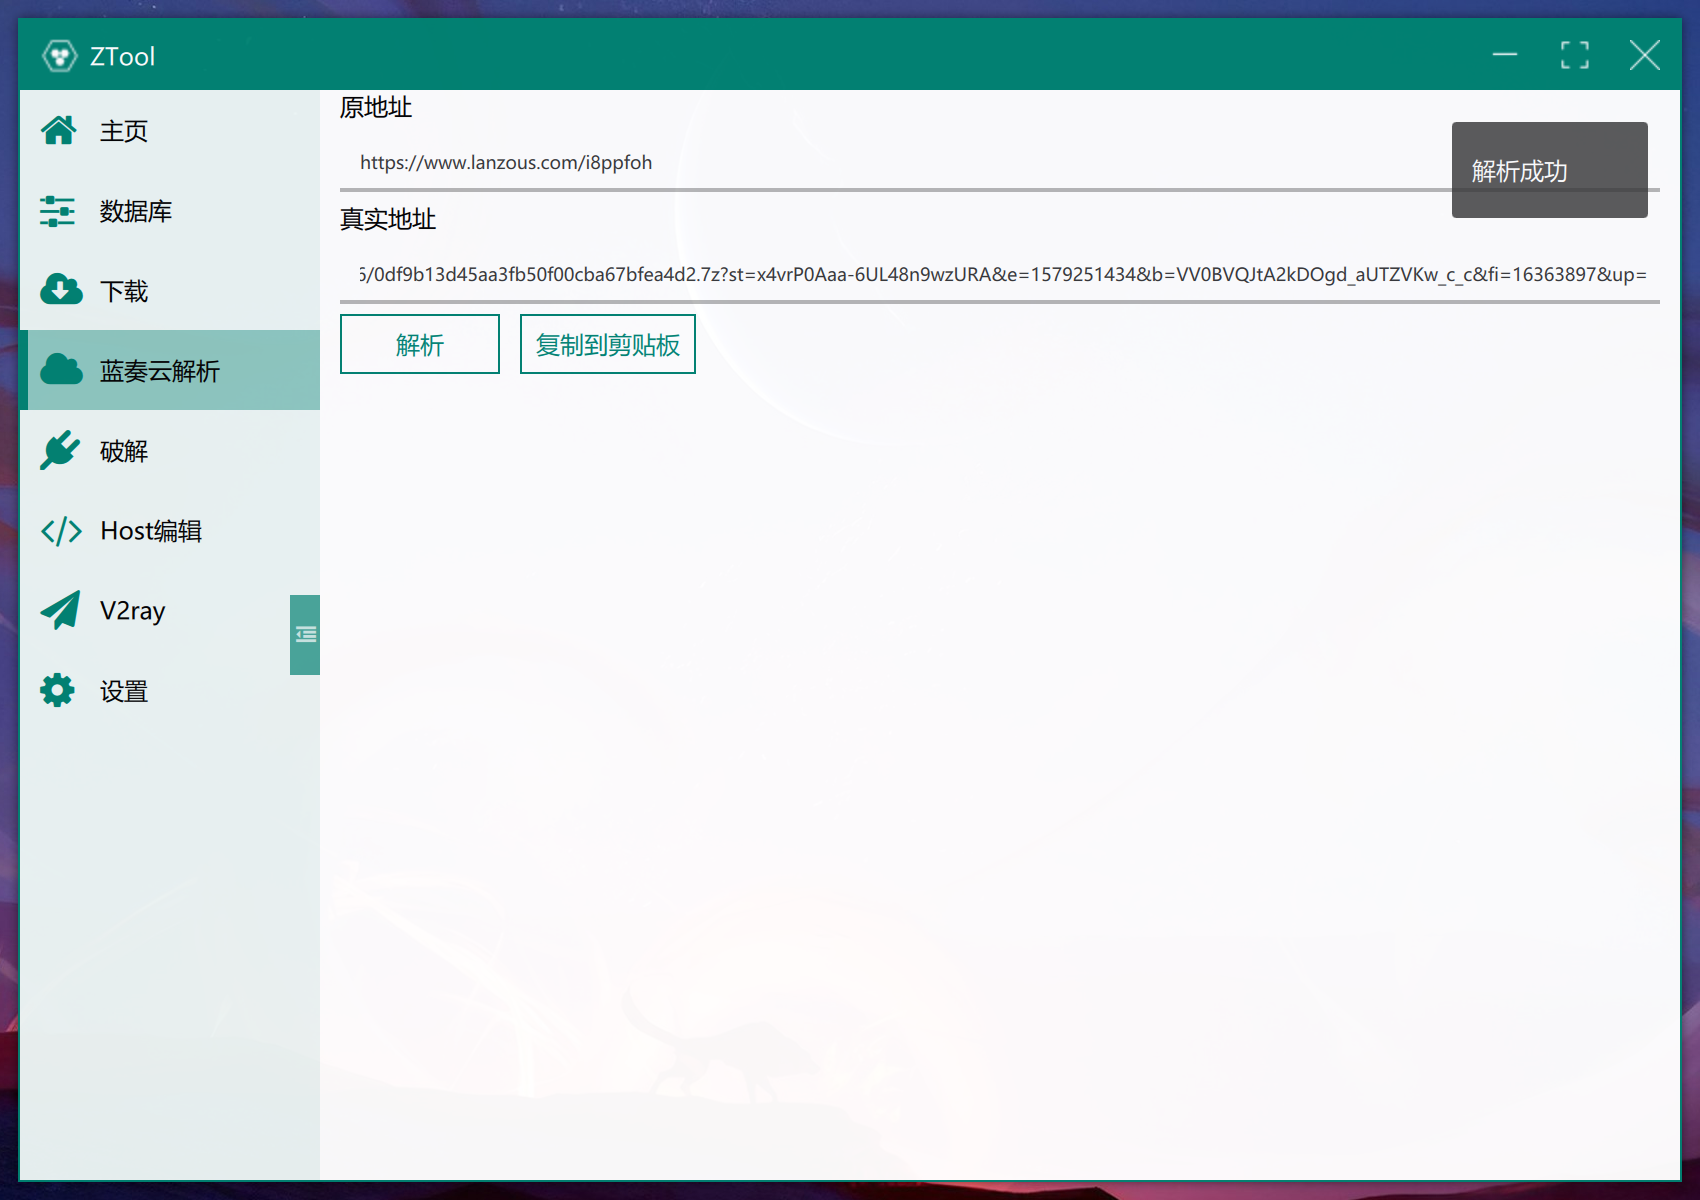 ZTool
主页
数据库
下载
蓝奏云解析
破解
Host编辑
V2ray
设置
原地址
https://www.lanzous.com/i8ppfoh
解析成功
真实地址
/0df9b13d45aa3fb50f00cba67bfea4d2.7z?st=x4vrP0Aaa-6UL48n9wzURA&e=1579251434&b=VV0BVQJtA2kDOgd_aUTZVKw_c_c&fi=16363897&up=
解析
复制到剪贴板